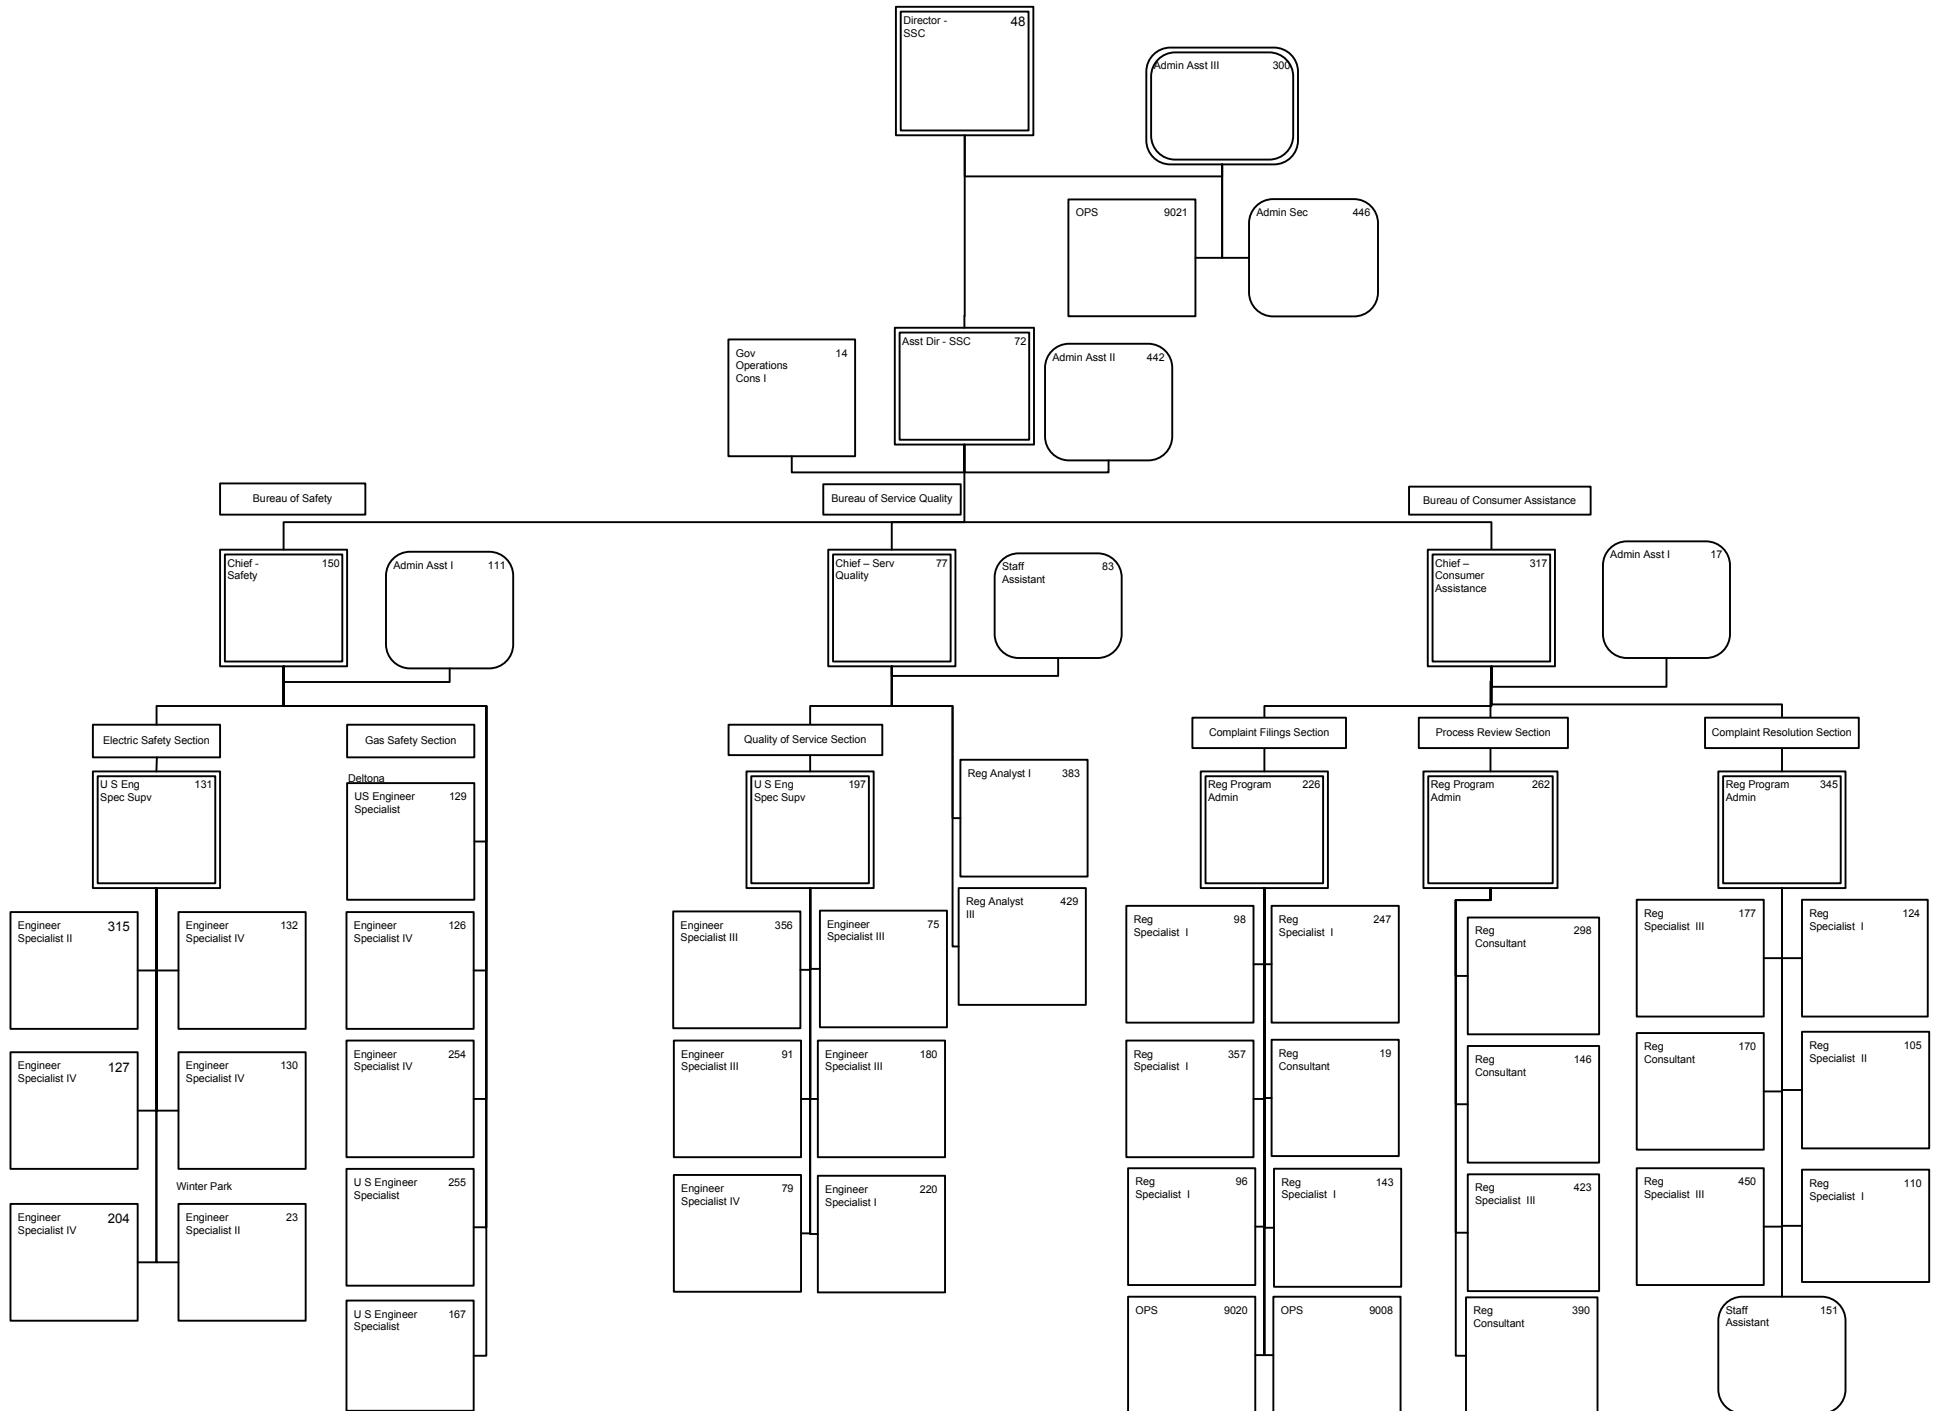 Director - 48
SSC
Admin Asst III 300
OPS 9021
Admin Sec 446
Gov 14
Operations
Cons I
Asst Dir - SSC 72
Admin Asst II 442
Bureau of Safety
Bureau of Service Quality
Bureau of Consumer Assistance
Chief - 150
Safety
Admin Asst I 111
Chief – Serv 77
Quality
Staff 83
Assistant
Chief – 317
Consumer
Assistance
Admin Asst I 17
Electric Safety Section
Gas Safety Section
Quality of Service Section
Complaint Filings Section
Process Review Section
Complaint Resolution Section
U S Eng 131
Spec Supv
Engineer 315
Specialist II
Engineer 132
Specialist IV
Engineer 127
Specialist IV
Engineer 130
Specialist IV
Winter Park
Engineer 204
Specialist IV
Engineer 23
Specialist II
Deltona
US Engineer 129
Specialist
Engineer 126
Specialist IV
Engineer 254
Specialist IV
U S Engineer 255
Specialist
U S Engineer 167
Specialist
U S Eng 197
Spec Supv
Reg Analyst I 383
Reg Analyst 429
III
Engineer 356
Specialist III
Engineer 75
Specialist III
Engineer 91
Specialist III
Engineer 180
Specialist III
Engineer 79
Specialist IV
Engineer 220
Specialist I
Reg Program 226
Admin
Reg 98
Specialist I
Reg 247
Specialist I
Reg 357
Specialist I
Reg 19
Consultant
Reg 96
Specialist I
Reg 143
Specialist I
OPS 9020
OPS 9008
Reg Program 262
Admin
Reg 298
Consultant
Reg 146
Consultant
Reg 423
Specialist III
Reg 390
Consultant
Reg Program 345
Admin
Reg 177
Specialist III
Reg 124
Specialist I
Reg 170
Consultant
Reg 105
Specialist II
Reg 450
Specialist III
Reg 110
Specialist I
Staff 151
Assistant